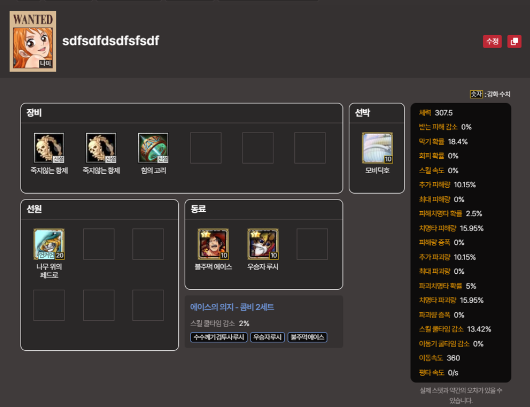 WANTED
나미
sdfsdfdsdfsfsdf
수정
숫자 : 강화 수치
장비
죽지않는 황제
죽지않는 황제
힘의 고리
선박
10
모비딕호
선원
20
나무 위의
페드로
동료
10
불주먹 에이스
10
우승자 루시
에이스의 의지 - 콤비 2세트
스킬 쿨타임 감소 2%
수수께기 검투사 루시
우승자 루시
불주먹 에이스
체력 307.5
받는 피해 감소 0%
막기 확률 18.4%
회피 확률 0%
스킬 속도 0%
추가 피해량 10.15%
최대 피해량 0%
피해치명타 확률 2.5%
치명타 피해량 15.95%
피해량 증폭 0%
추가 파괴량 10.15%
최대 파괴량 0%
파괴치명타 확률 5%
치명타 파괴량 15.95%
파괴량 증폭 0%
스킬 쿨타임 감소 13.42%
이동기 쿨타임 감소 0%
이동속도 360
평타 속도 0/s
실제 스탯과 약간의 오차가 있을 수
있습니다.